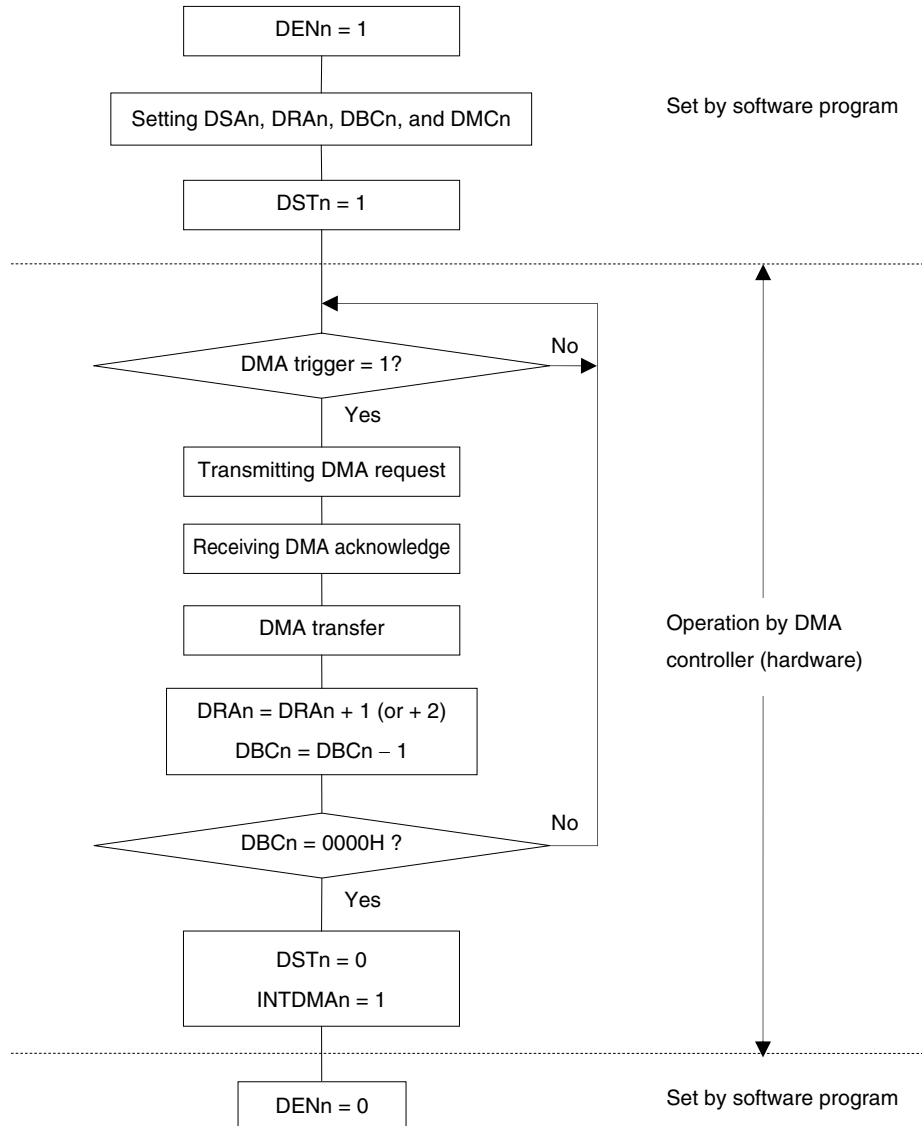 DENn = 1
Setting DSAn, DRAn, DBCn, and DMCn
Set by software program
DSTn = 1
DMA trigger = 1?
No
Yes
Transmitting DMA request
Receiving DMA acknowledge
DMA transfer
Operation by DMA
controller (hardware)
DRAn = DRAn + 1 (or + 2)
DBCn = DBCn − 1
DBCn = 0000H ?
No
Yes
DSTn = 0
INTDMAn = 1
DENn = 0
Set by software program